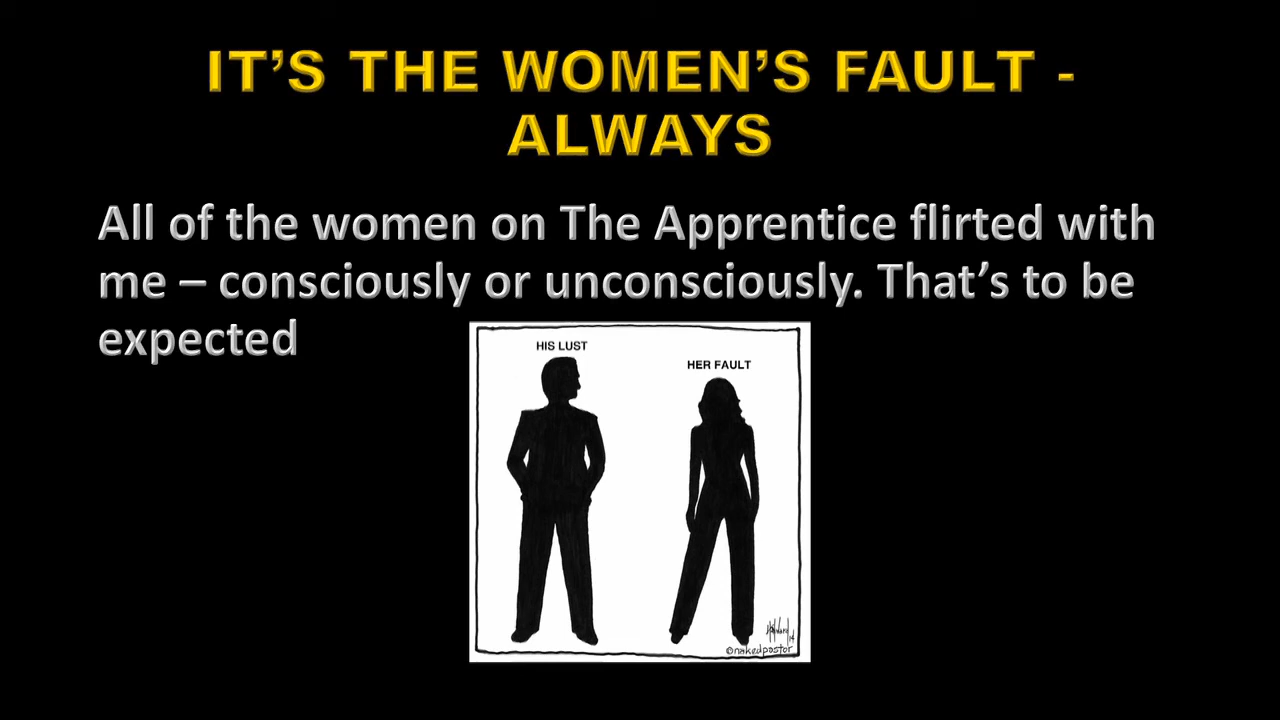 IT’S THE WOMEN’S FAULT -
ALWAYS
All of the women on The Apprentice flirted with
me – consciously or unconsciously. That’s to be
expected
HIS LUST
HER FAULT
©nakedpastor